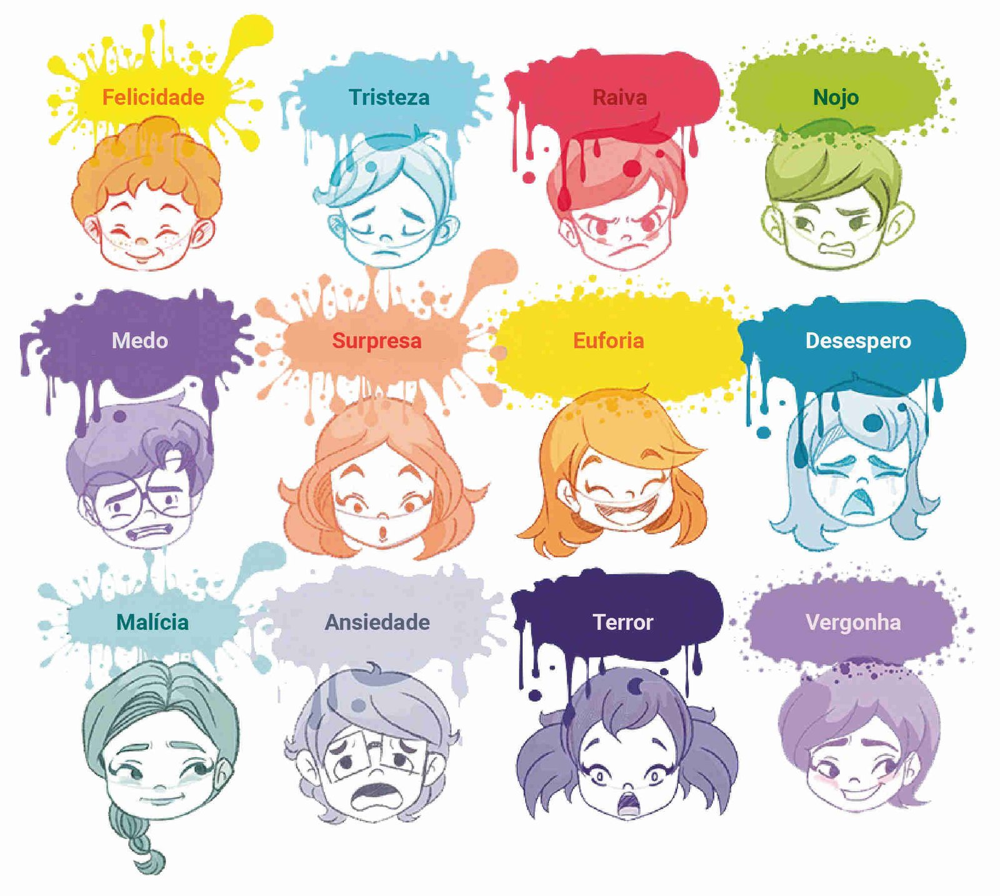 Felicidade
Tristeza
Raiva
Nojo
Medo
Surpresa
Euforia
Desespero
Malícia
Ansiedade
Terror
Vergonha